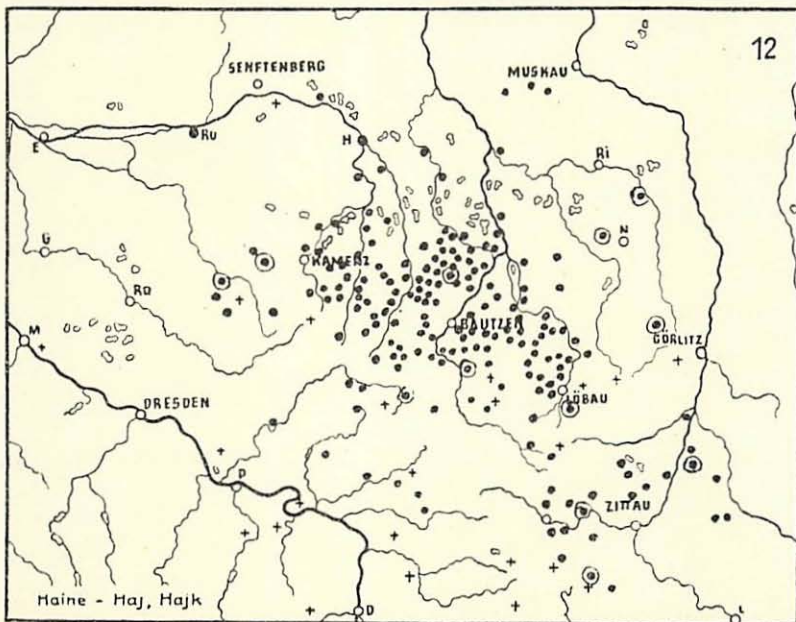 12
SENFTENBERG
MUSKAU
E
RU
H
Ri
G
KAMENZ
N
RO
BAUTZEN
M
GÖRLITZ
DRESDEN
LÖBAU
P
ZITTAU
Haine - Haj, Hajk
D
L